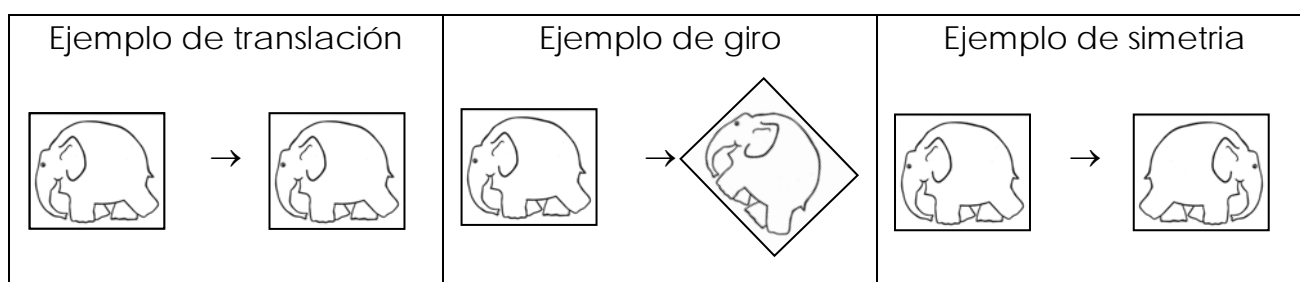 Ejemplo de translación
Ejemplo de giro
Ejemplo de simetria
→
→
→